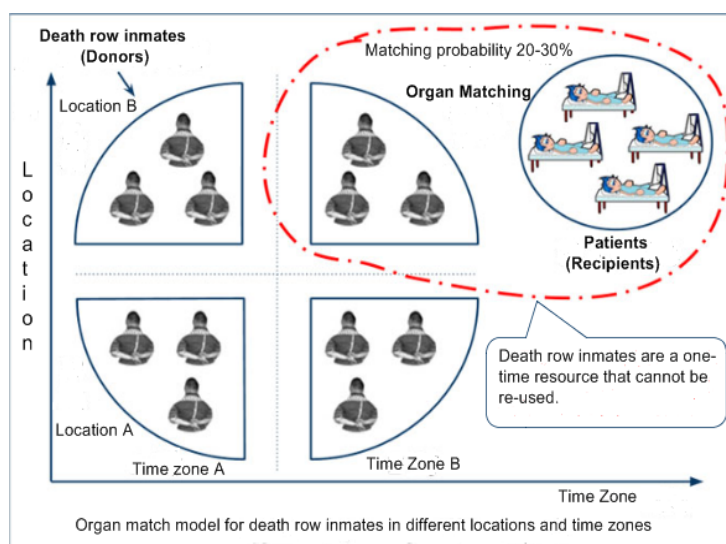 Death row inmates
(Donors)
Matching probability 20-30%
Location B
Organ Matching
Location
Patients
(Recipients)
Death row inmates are a one-
time resource that cannot be
re-used.
Location A
Time zone A
Time Zone B
Time Zone
Organ match model for death row inmates in different locations and time zones